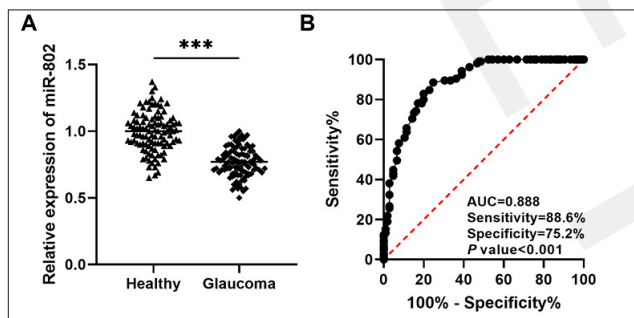 A
Relative expression of miR-802
1.5
1.0
0.5
0.0
***
Healthy
Glaucoma
B
Sensitivity%
100
80
60
40
20
0
AUC=0.888
Sensitivity=88.6%
Specificity=75.2%
P value<0.001
0 20 40 60 80 100
100% - Specificity%